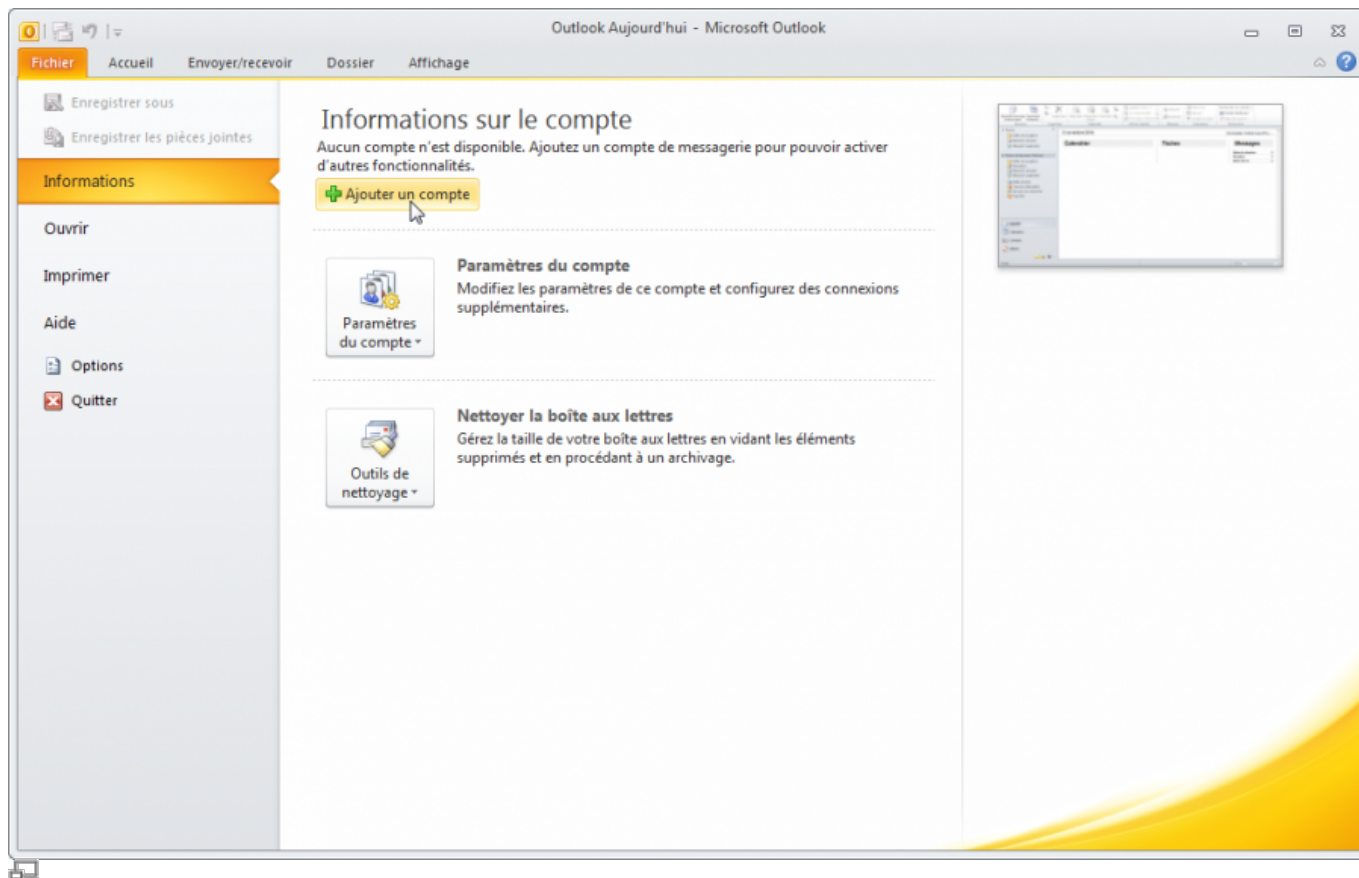 Outlook Aujourd'hui - Microsoft Outlook
Fichier Accueil Envoyer/recevoir Dossier Affichage
Enregistrer sous
Enregistrer les pièces jointes
Informations
Ouvrir
Imprimer
Aide
Options
Quitter
Informations sur le compte
Aucun compte n'est disponible. Ajoutez un compte de messagerie pour pouvoir activer
d'autres fonctionnalités.
Ajouter un compte
Paramètres
du compte
Paramètres du compte
Modifiez les paramètres de ce compte et configurez des connexions
supplémentaires.
Outils de
nettoyage
Nettoyer la boîte aux lettres
Gérez la taille de votre boîte aux lettres en vidant les éléments
supprimés et en procédant à un archivage.
Calendrier Tâches Messages